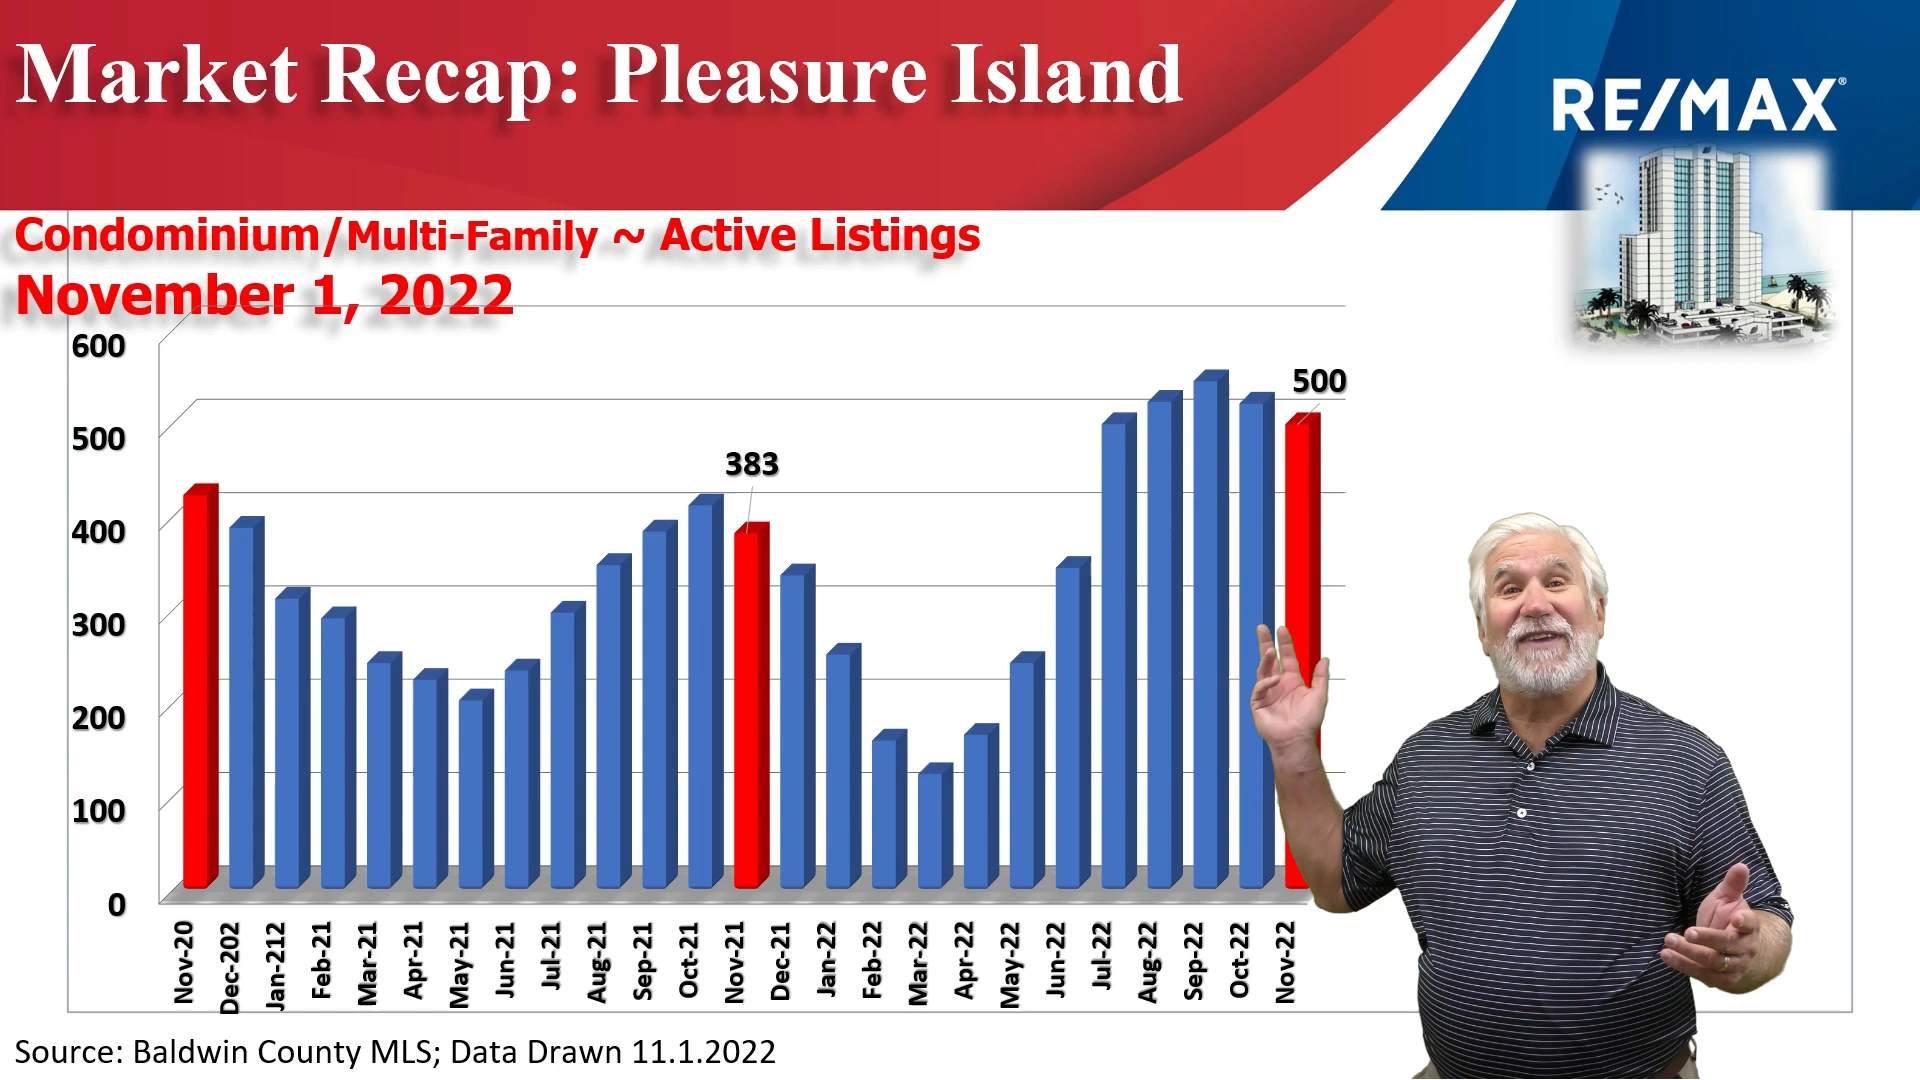 Market Recap: Pleasure Island
RE/MAX®
Condominium/Multi-Family ~ Active Listings
November 1, 2022
600
500
400
300
200
100
0
383
500
Nov-20
Dec-202
Jan-212
Feb-21
Mar-21
Apr-21
May-21
Jun-21
Jul-21
Aug-21
Sep-21
Oct-21
Nov-21
Dec-21
Jan-22
Feb-22
Mar-22
Apr-22
May-22
Jun-22
Jul-22
Aug-22
Sep-22
Oct-22
Nov-22
Source: Baldwin County MLS; Data Drawn 11.1.2022